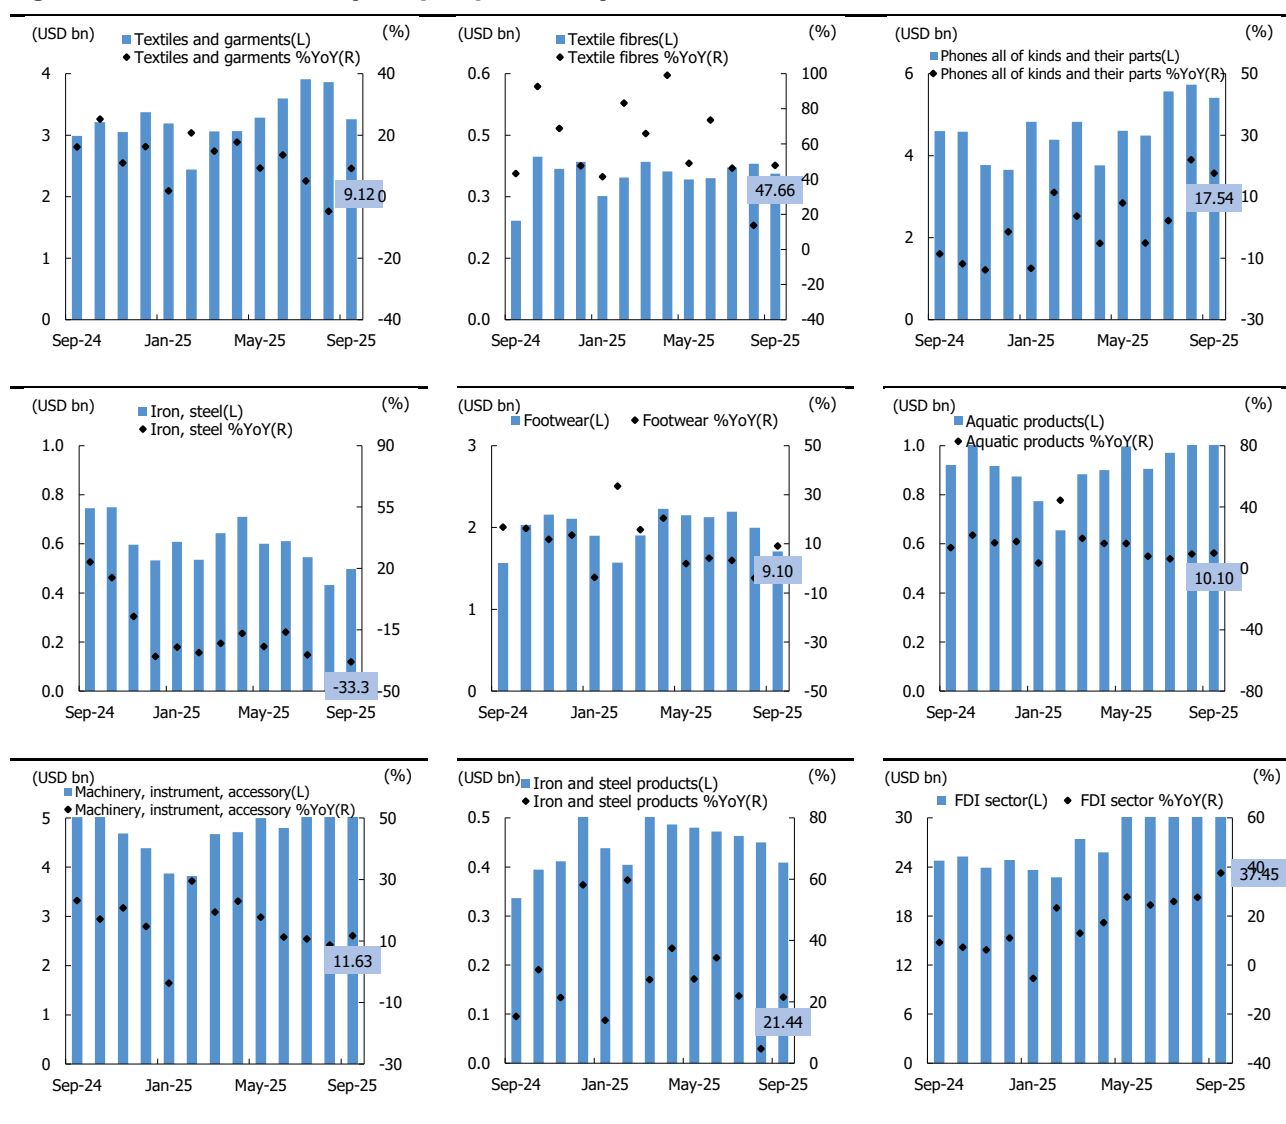 (USD bn)
(%)
Textiles and garments(L)
Textiles and garments %YoY(R)
4
3
2
1
0
40
20
0
-20
-40
9.12
Sep-24
Jan-25
May-25
Sep-25
(USD bn)
(%)
Textile fibres(L)
Textile fibres %YoY(R)
0.6
0.5
0.3
0.2
0.0
100
80
60
40
20
0
-20
-40
47.66
Sep-24
Jan-25
May-25
Sep-25
(USD bn)
(%)
Phones all of kinds and their parts(L)
Phones all of kinds and their parts %YoY(R)
6
4
2
0
50
30
10
-10
-30
17.54
Sep-24
Jan-25
May-25
Sep-25
(USD bn)
(%)
Iron, steel(L)
Iron, steel %YoY(R)
1.0
0.8
0.6
0.4
0.2
0.0
90
55
20
-15
-50
-33.3
Sep-24
Jan-25
May-25
Sep-25
(USD bn)
(%)
Footwear(L)
Footwear %YoY(R)
3
2
1
0
50
30
10
-10
-30
-50
9.10
Sep-24
Jan-25
May-25
Sep-25
(USD bn)
(%)
Aquatic products(L)
Aquatic products %YoY(R)
1.0
0.8
0.6
0.4
0.2
0.0
80
40
0
-40
-80
10.10
Sep-24
Jan-25
May-25
Sep-25
(USD bn)
(%)
Machinery, instrument, accessory(L)
Machinery, instrument, accessory %YoY(R)
5
4
3
2
1
0
50
30
10
-10
-30
11.63
Sep-24
Jan-25
May-25
Sep-25
(USD bn)
(%)
Iron and steel products(L)
Iron and steel products %YoY(R)
0.5
0.4
0.3
0.2
0.1
0.0
80
60
40
20
0
21.44
Sep-24
Jan-25
May-25
Sep-25
(USD bn)
(%)
FDI sector(L)
FDI sector %YoY(R)
30
24
18
12
6
0
60
40
20
0
-20
-40
37.45
Sep-24
Jan-25
May-25
Sep-25